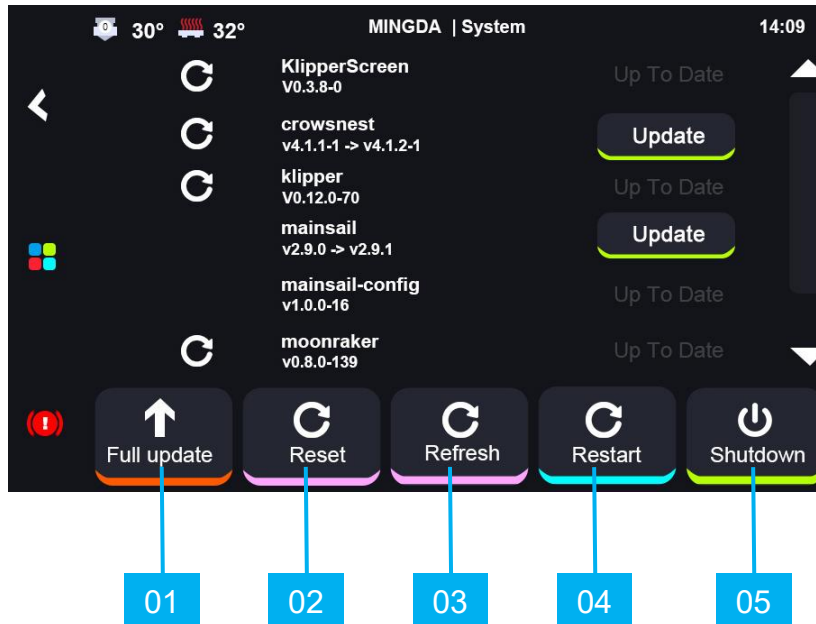 0 30° 32° MINGDA | System 14:09
KlipperScreen
V0.3.8-0
Up To Date
crowsnest
v4.1.1-1 -> v4.1.2-1
Update
klipper
V0.12.0-70
Up To Date
mainsail
v2.9.0 -> v2.9.1
Update
mainsail-config
v1.0.0-16
Up To Date
moonraker
v0.8.0-139
Up To Date
Full update Reset Refresh Restart Shutdown
01 02 03 04 05